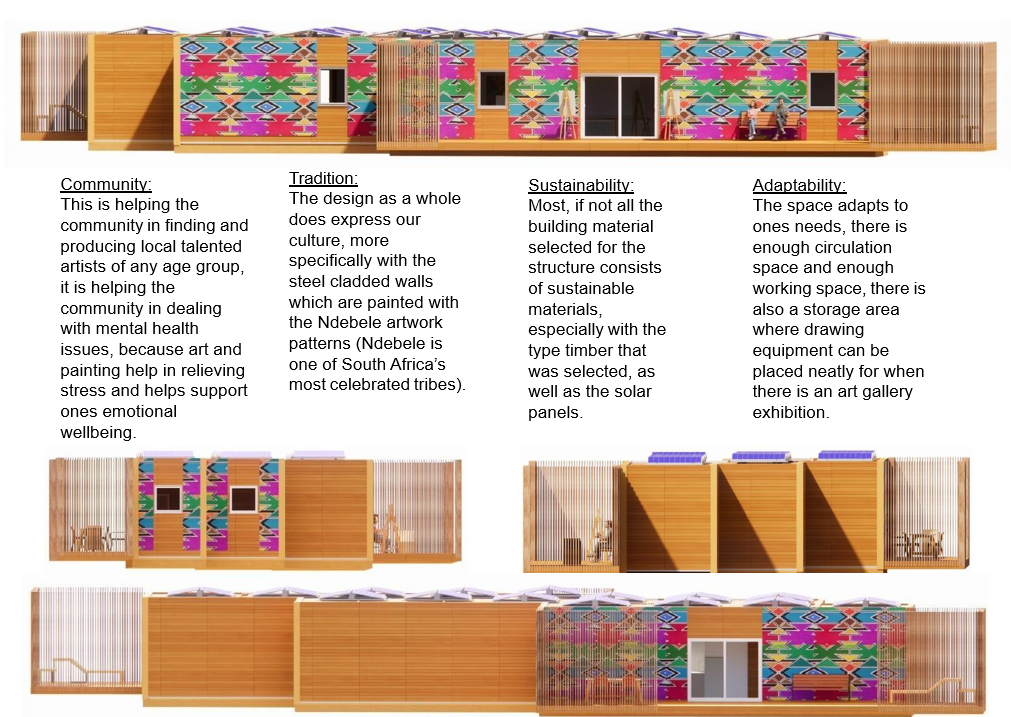 Community:
This is helping the
community in finding and
producing local talented
artists of any age group,
it is helping the
community in dealing
with mental health
issues, because art and
painting help in relieving
stress and helps support
ones emotional
wellbeing.
Tradition:
The design as a whole
does express our
culture, more
specifically with the
steel cladded walls
which are painted with
the Ndebele artwork
patterns (Ndebele is
one of South Africa’s
most celebrated tribes).
Sustainability:
Most, if not all the
building material
selected for the
structure consists
of sustainable
materials,
especially with the
type timber that
was selected, as
well as the solar
panels.
Adaptability:
The space adapts to
ones needs, there is
enough circulation
space and enough
working space, there is
also a storage area
where drawing
equipment can be
placed neatly for when
there is an art gallery
exhibition.